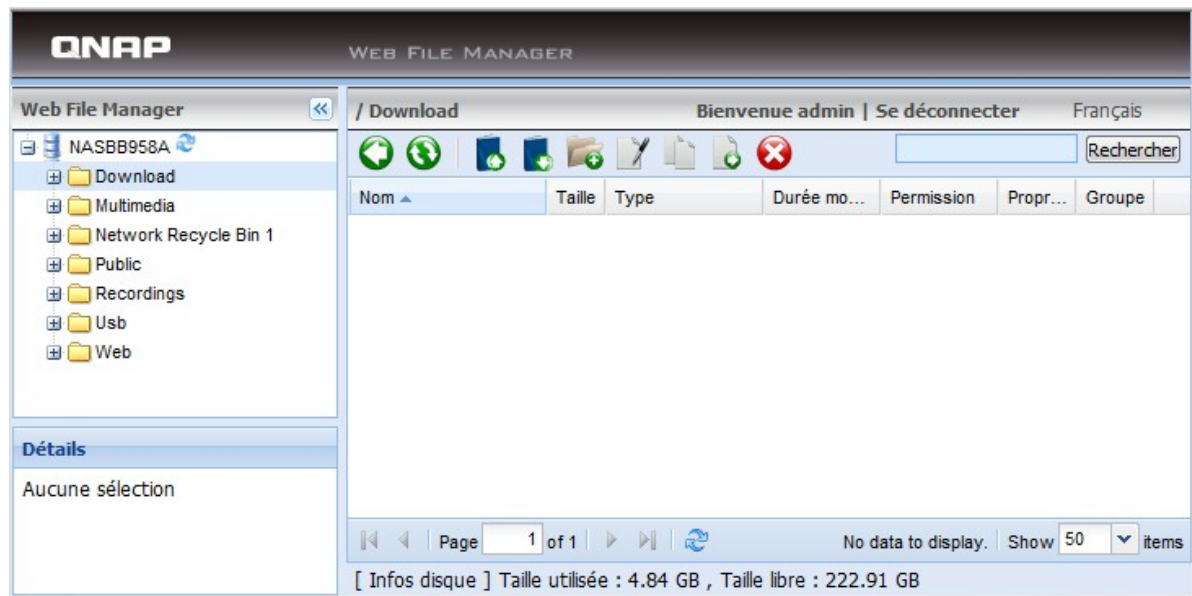 QNAP WEB FILE MANAGER
Web File Manager
/ Download Bienvenue admin | Se déconnecter Français
NASBB958A
Download
Multimedia
Network Recycle Bin 1
Public
Recordings
Usb
Web
Rechercher
Nom Taille Type Durée mo... Permission Propr... Groupe
Détails
Aucune sélection
Page 1 of 1 No data to display. Show 50 items
[ Infos disque ] Taille utilisée : 4.84 GB , Taille libre : 222.91 GB